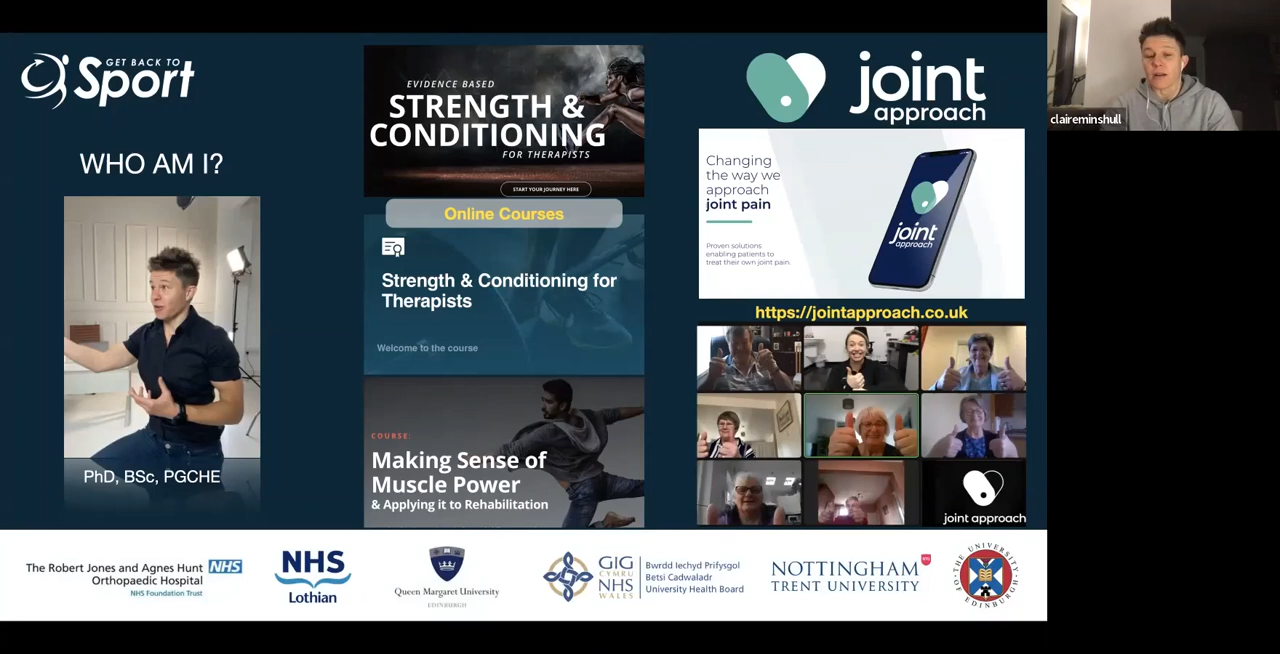 GET BACK TO
Sport
WHO AM I?
PhD, BSc, PGCHE
EVIDENCE BASED
STRENGTH &
CONDITIONING
FOR THERAPISTS
START YOUR JOURNEY HERE
Online Courses
Strength & Conditioning for
Therapists
Welcome to the course
COURSE:
Making Sense of
Muscle Power
& Applying it to Rehabilitation
joint
approach
Changing
the way we
approach
joint pain
Proven solutions
enabling patients to
treat their own joint pain.
joint
approach
https://jointapproach.co.uk
joint approach
claireminshull
The Robert Jones and Agnes Hunt NHS
Orthopaedic Hospital
NHS Foundation Trust
NHS
Lothian
Queen Margaret University
EDINBURGH
GIG
CYMRU
NHS
WALES
Bwrdd Iechyd Prifysgol
Betsi Cadwaladr
University Health Board
NOTTINGHAM
TRENT UNIVERSITY
NTU
THE UNIVERSITY
OF EDINBURGH